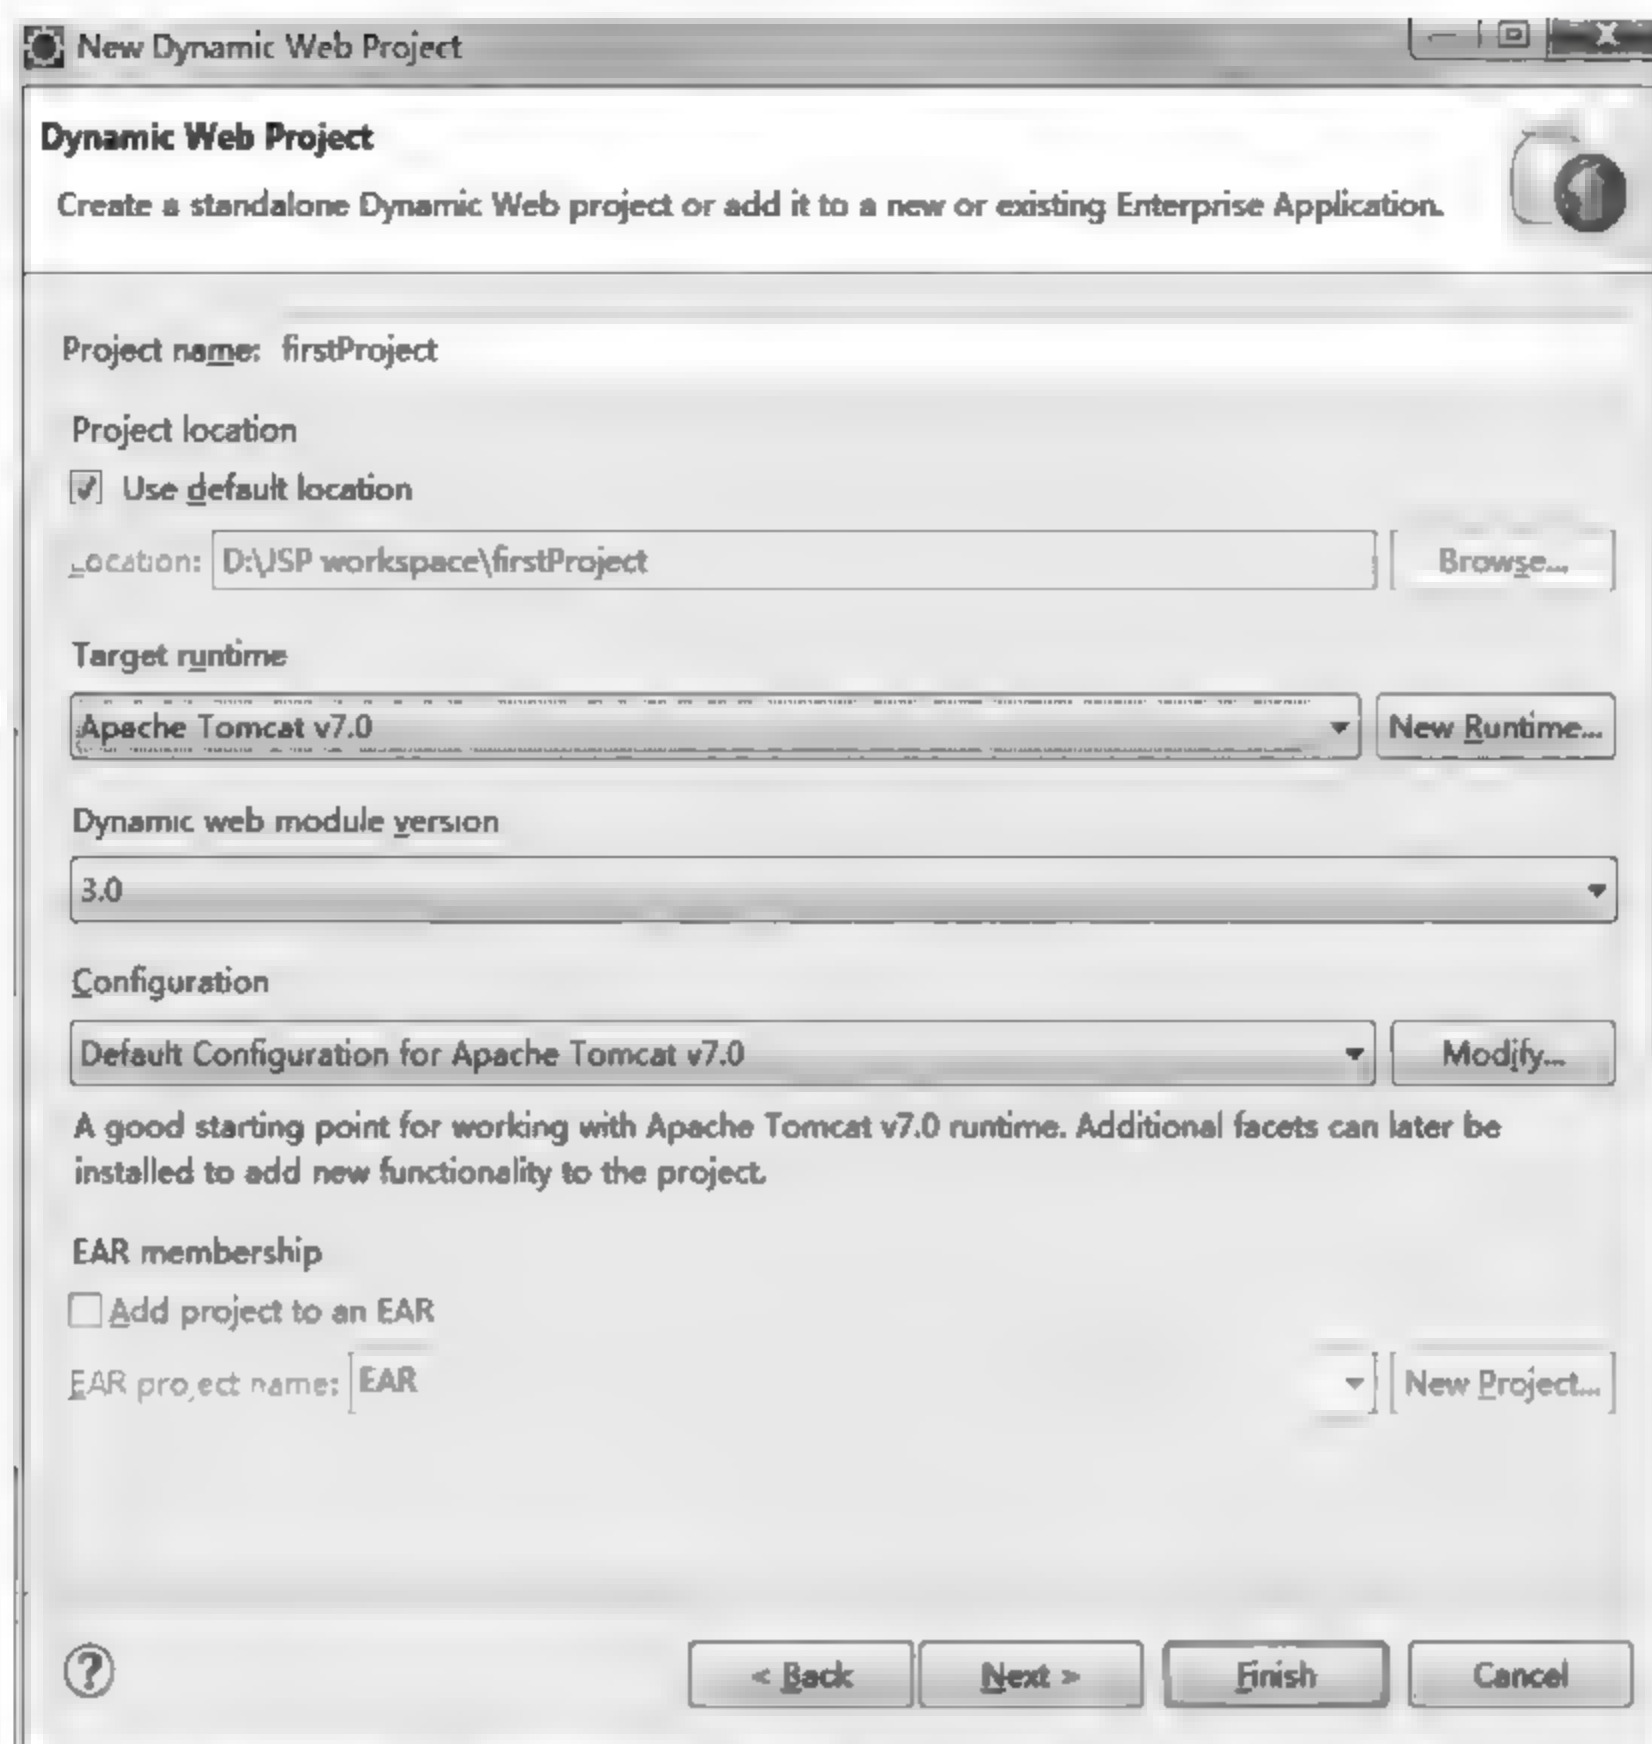 New Dynamic Web Project
Dynamic Web Project
Create a standalone Dynamic Web project or add it to a new or existing Enterprise Application.
Project name: firstProject
Project location
Use default location
Location: D:\JSP workspace\firstProject Browse...
Target runtime
Apache Tomcat v7.0 New Runtime...
Dynamic web module version
3.0
Configuration
Default Configuration for Apache Tomcat v7.0 Modify...
A good starting point for working with Apache Tomcat v7.0 runtime. Additional facets can later be
installed to add new functionality to the project.
EAR membership
Add project to an EAR
EAR project name: EAR New Project...
? < Back Next > Finish Cancel